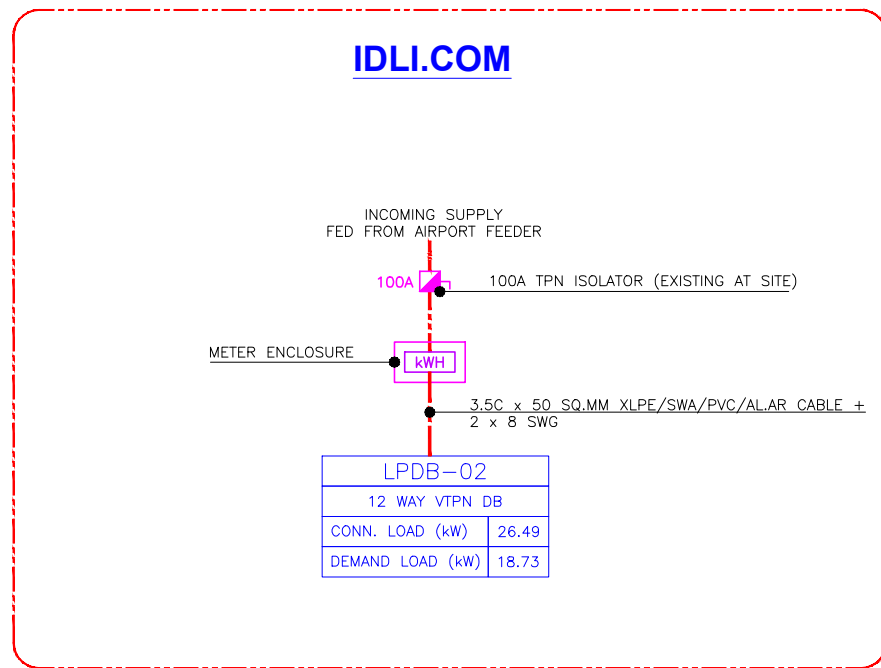 IDLI.COM
INCOMING SUPPLY
FED FROM AIRPORT FEEDER
100A
100A TPN ISOLATOR (EXISTING AT SITE)
METER ENCLOSURE
kWH
3.5C x 50 SQ.MM XLPE/SWA/PVC/AL.AR CABLE +
2 x 8 SWG
LPDB-02
12 WAY VTPN DB
CONN. LOAD (kW) 26.49
DEMAND LOAD (kW) 18.73